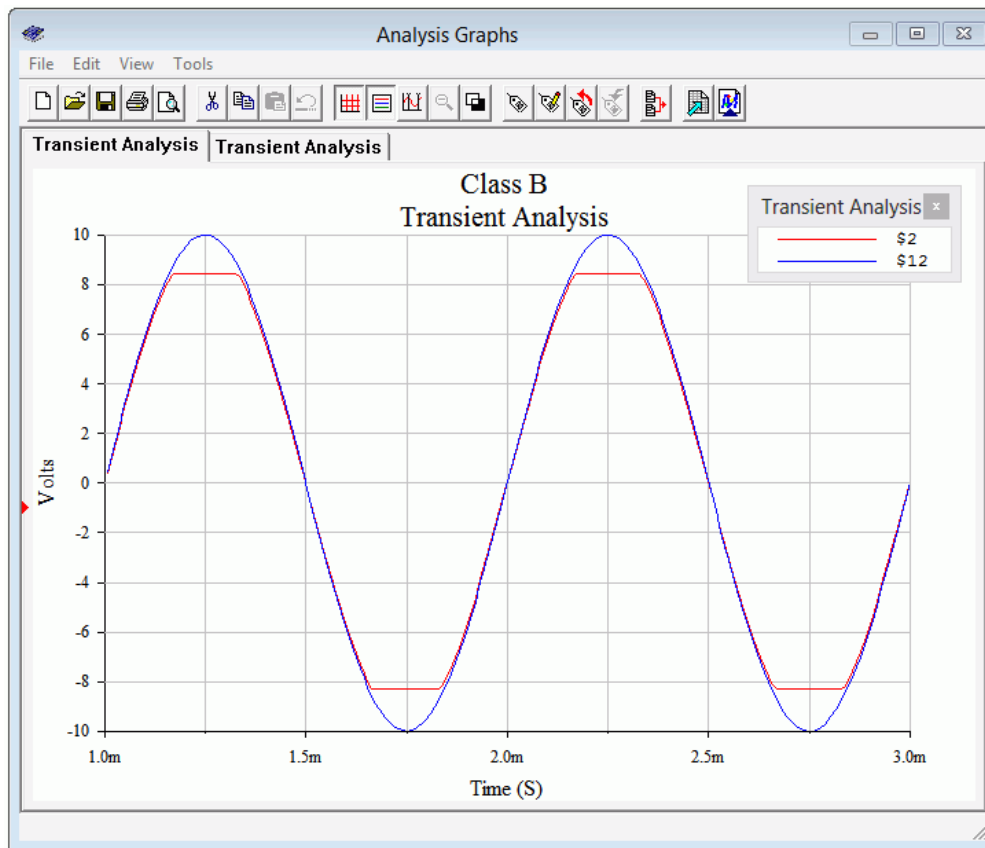 Analysis Graphs
File Edit View Tools
Transient Analysis Transient Analysis
Class B
Transient Analysis
Transient Analysis x
$2
$12
10
8
6
4
2
0
-2
-4
-6
-8
-10
Volts
1.0m 1.5m 2.0m 2.5m 3.0m
Time (S)